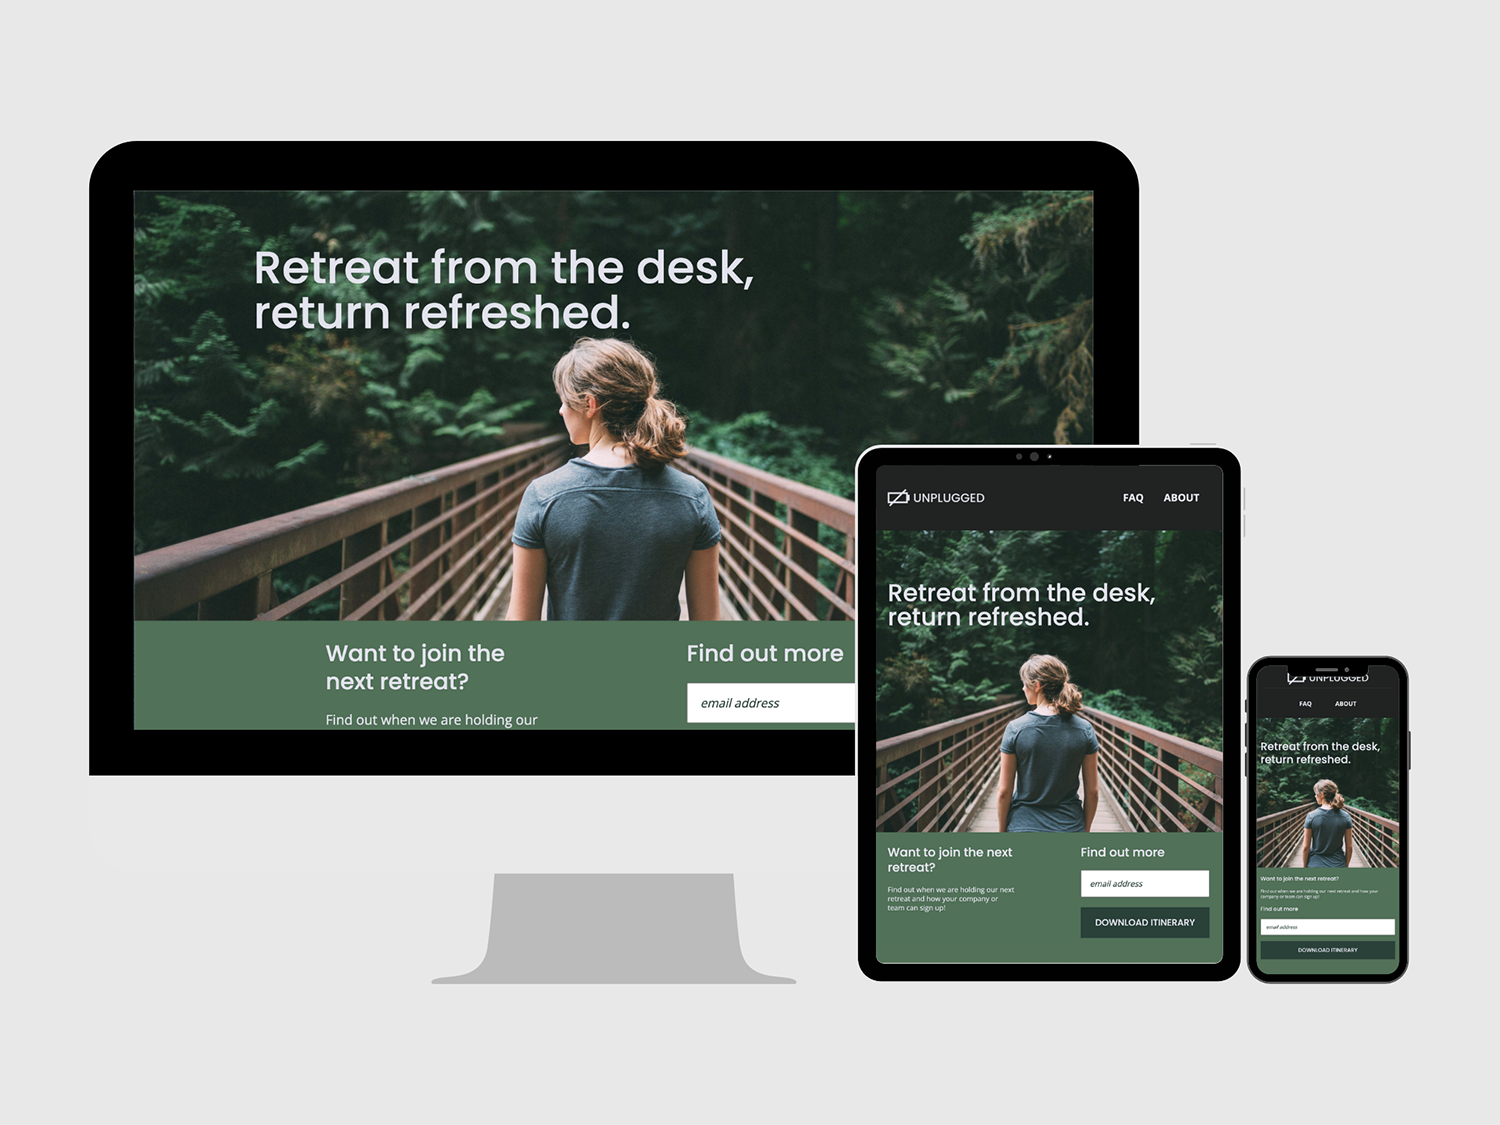 Retreat from the desk,
return refreshed.
Want to join the
next retreat?
Find out when we are holding our
Find out more
email address
UNPLUGGED
FAQ
ABOUT
Retreat from the desk,
return refreshed.
Want to join the next
retreat?
Find out when we are holding our next
retreat and how your company or
team can sign up!
Find out more
email address
DOWNLOAD ITINERARY
UNPLUGGED
FAQ
ABOUT
Retreat from the desk,
return refreshed.
Want to join the next retreat?
Find out when we are holding our next retreat and how your
company or team can sign up!
Find out more
email address
DOWNLOAD ITINERARY